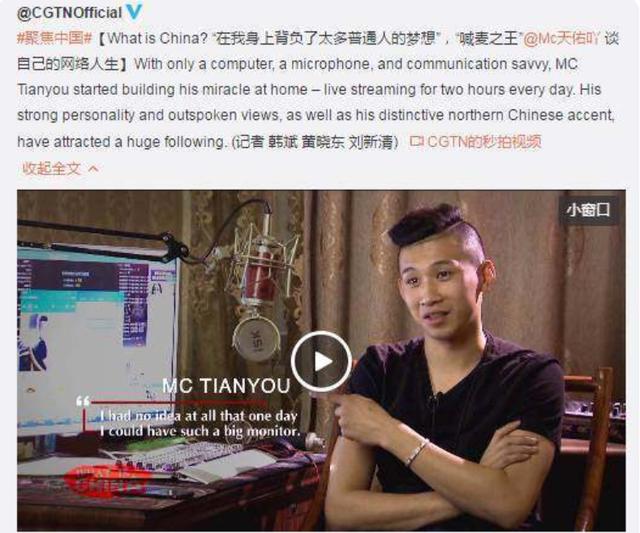 @CGTNOfficial
#聚焦中国#【What is China? “在我身上背负了太多普通人的梦想”，“喊麦之王”@Mc天佑吖 谈
自己的网络人生】With only a computer, a microphone, and communication savvy, MC
Tianyou started building his miracle at home – live streaming for two hours every day. His
strong personality and outspoken views, as well as his distinctive northern Chinese accent,
have attracted a huge following. (记者 韩斌 董晓东 刘新清) CGTN的秒拍视频
收起全文
小窗口
ISK
MC TIANYOU
“ I had no idea at all that one day
I could have such a big monitor.